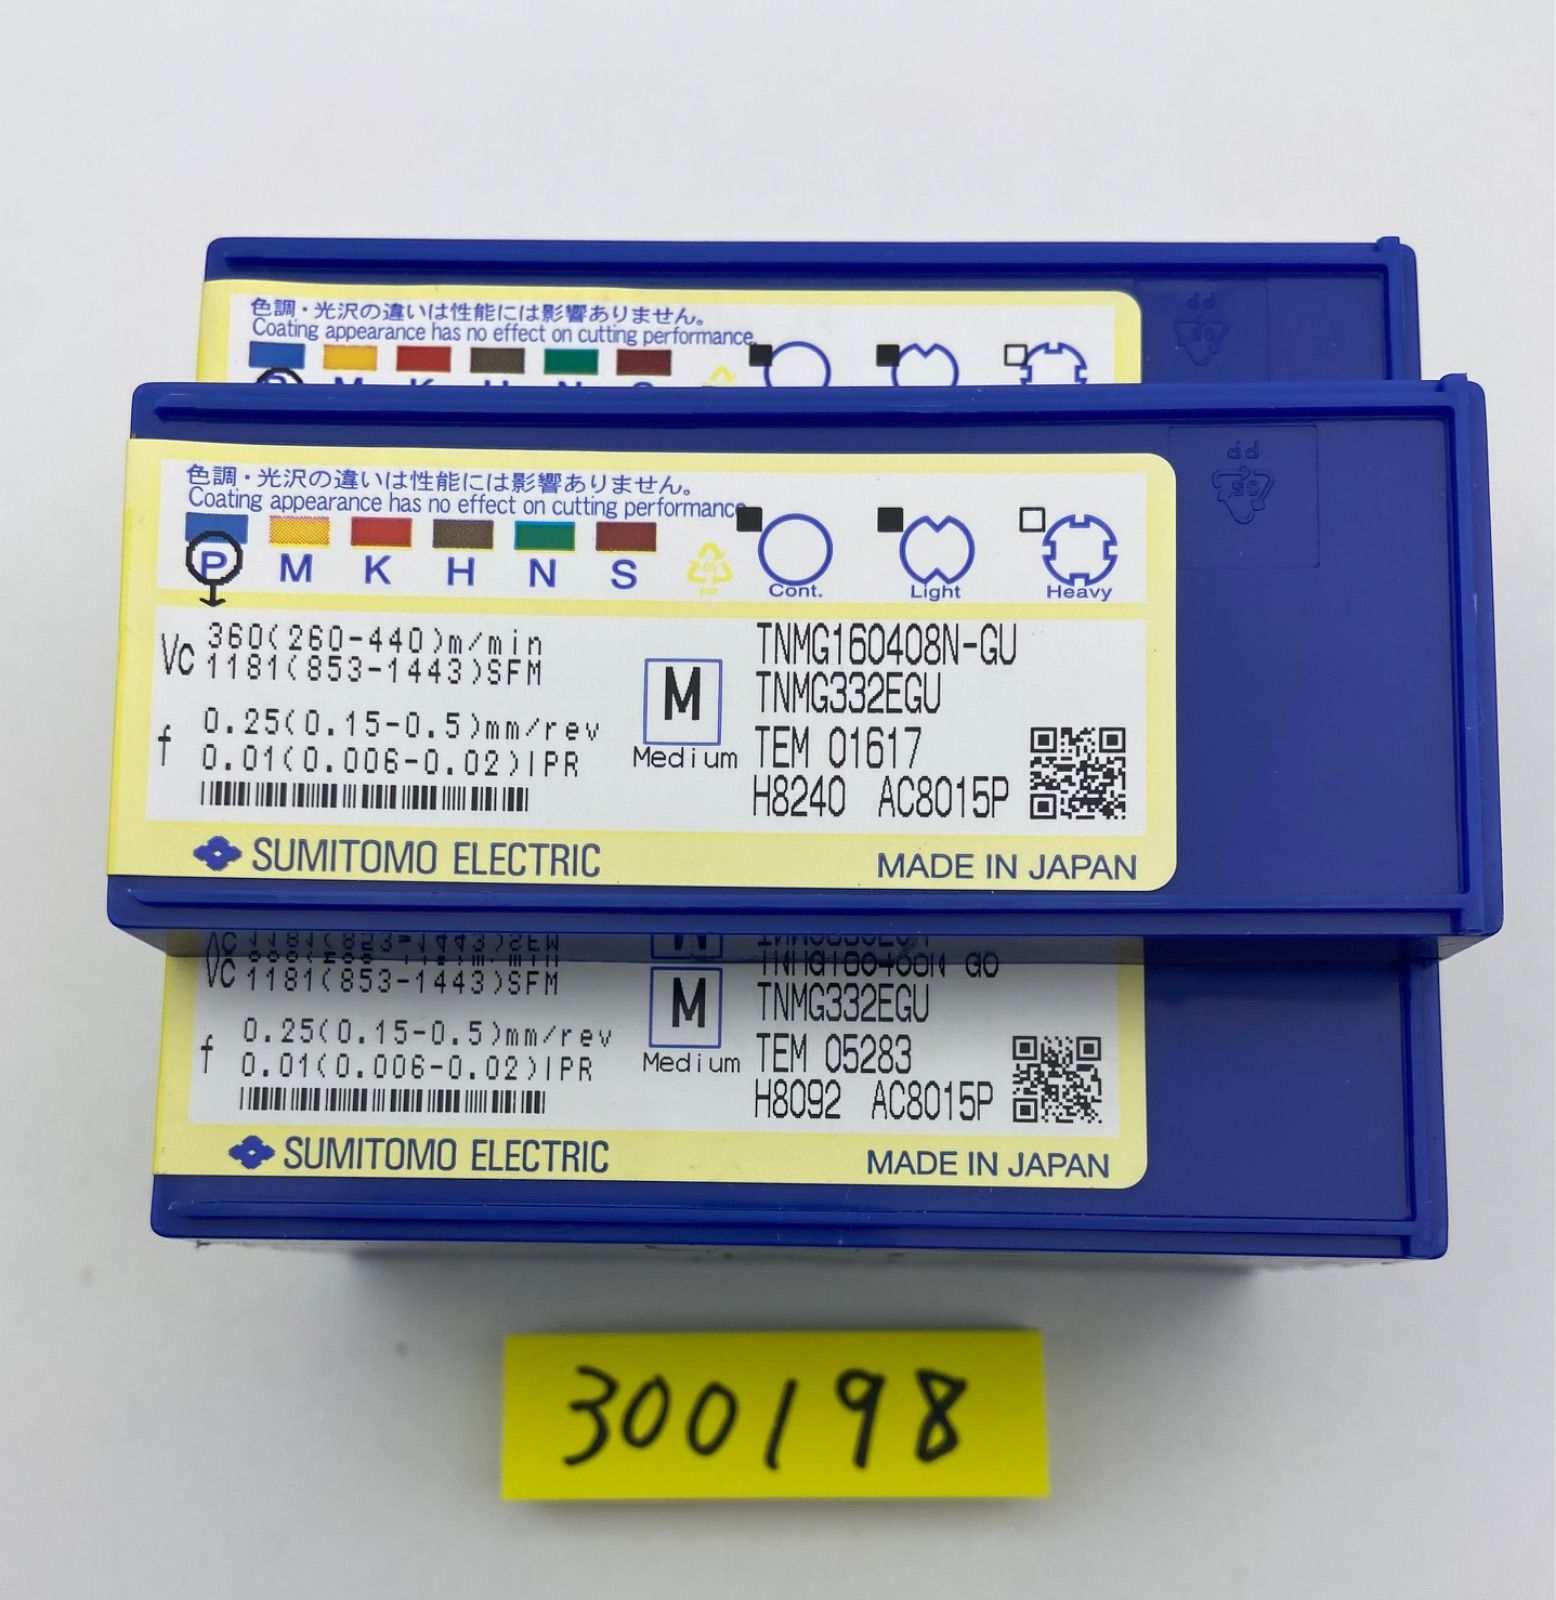 色調・光沢の違いは性能には影響ありません。
Coating appearance has no effect on cutting performance.
色調・光沢の違いは性能には影響ありません。
Coating appearance has no effect on cutting performance
P M K H N S
05
PP
Cont. Light Heavy
PP
05
Vc 360(260-440)m/min
1181(853-1443)SFM
f 0.25(0.15-0.5)mm/rev
0.01(0.006-0.02)IPR
M
Medium
TNMG160408N-GU
TNMG332EGU
TEM 01617
H8240 AC8015P
SUMITOMO ELECTRIC
MADE IN JAPAN
Vc 1181(853-1443)SFM
f 0.25(0.15-0.5)mm/rev
0.01(0.006-0.02)IPR
M
Medium
TNMG332EGU
TEM 05283
H8092 AC8015P
SUMITOMO ELECTRIC
MADE IN JAPAN
300198